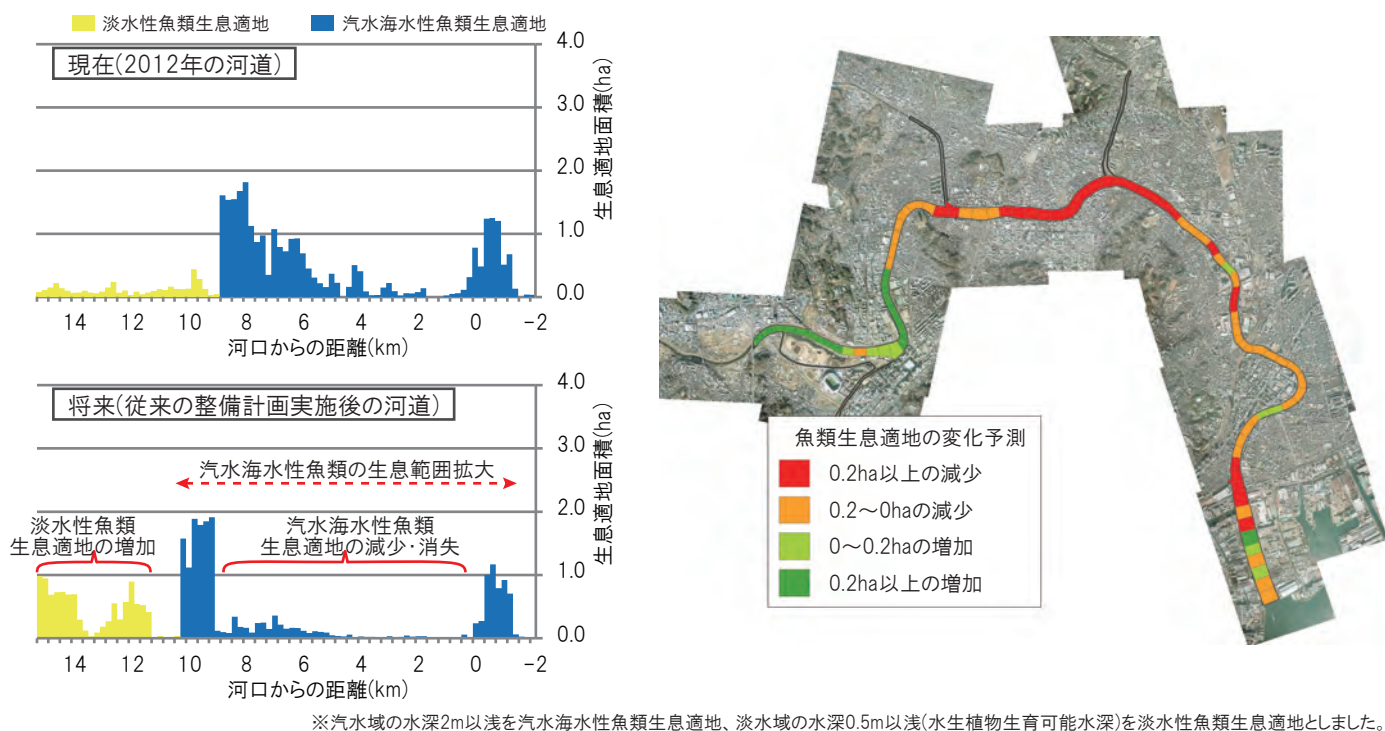 淡水性魚類生息適地 汽水海水性魚類生息適地
現在(2012年の河道)
4.0
3.0
2.0
1.0
0.0
生息適地面積(ha)
14 12 10 8 6 4 2 0 -2
河口からの距離(km)
将来(従来の整備計画実施後の河道)
4.0
3.0
2.0
1.0
0.0
生息適地面積(ha)
汽水海水性魚類の生息範囲拡大
淡水性魚類
生息適地の増加
汽水海水性魚類
生息適地の減少・消失
14 12 10 8 6 4 2 0 -2
河口からの距離(km)
魚類生息適地の変化予測
0.2ha以上の減少
0.2～0haの減少
0～0.2haの増加
0.2ha以上の増加
※汽水域の水深2m以浅を汽水海水性魚類生息適地、淡水域の水深0.5m以浅(水生植物生育可能水深)を淡水性魚類生息適地としました。